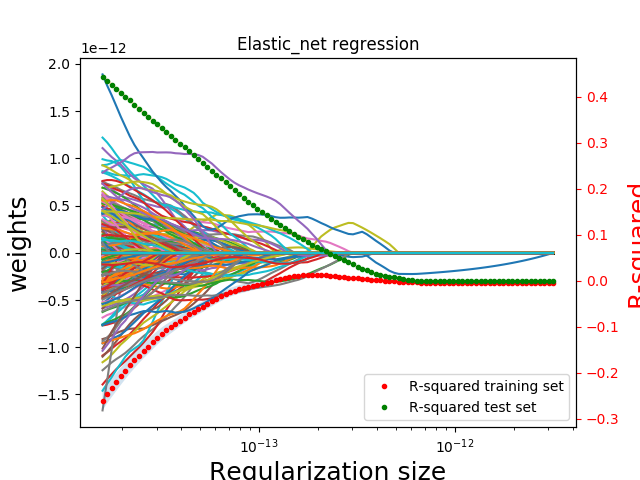 Elastic_net regression
1e−12
2.0
1.5
1.0
0.5
0.0
−0.5
−1.0
−1.5
weights
0.4
0.3
0.2
0.1
0.0
−0.1
−0.2
−0.3
R-squared
R-squared training set
R-squared test set
10⁻¹³
10⁻¹²
Regularization size